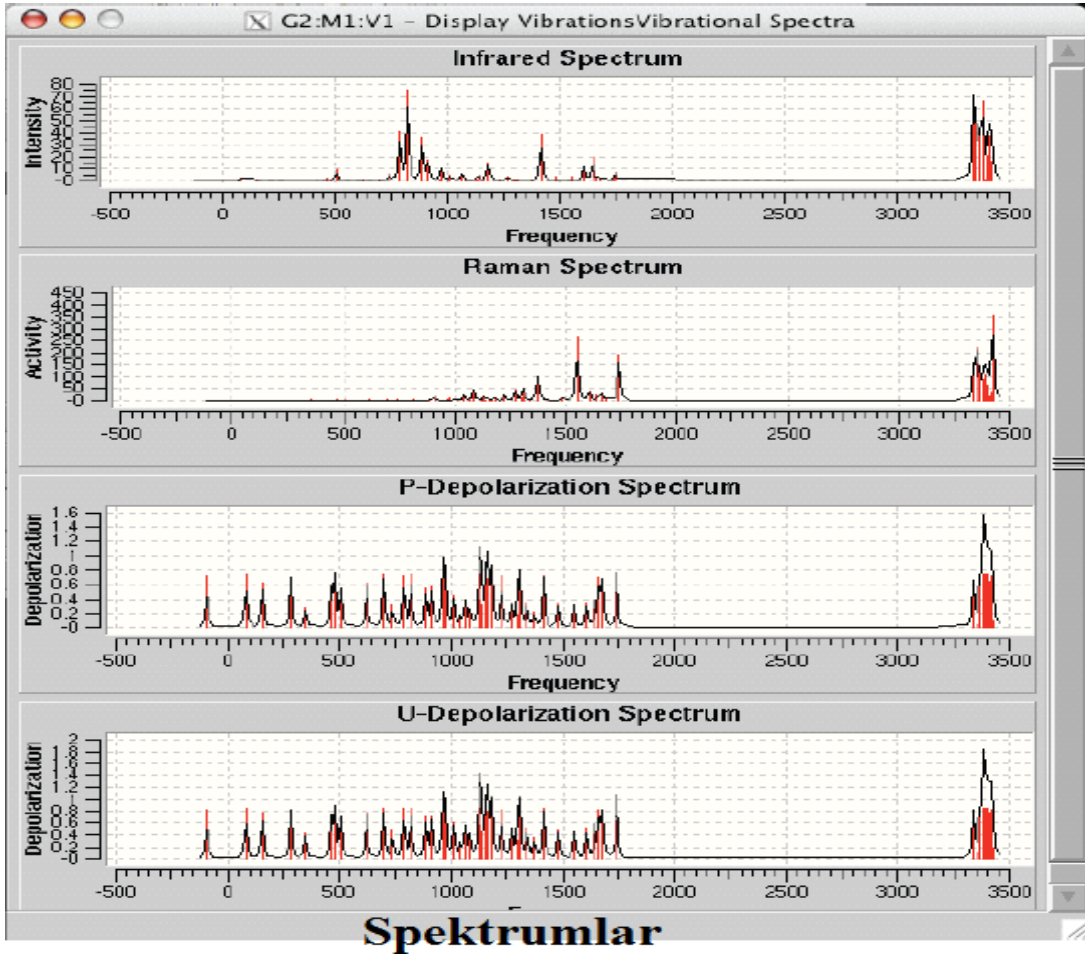 G2:M1:V1 – Display VibrationsVibrational Spectra
Infrared Spectrum
Intensity
80
70
60
50
40
30
20
10
-0
-500 0 500 1000 1500 2000 2500 3000 3500
Frequency
Raman Spectrum
Activity
450
400
350
300
250
200
150
100
50
-0
-500 0 500 1000 1500 2000 2500 3000 3500
Frequency
P-Depolarization Spectrum
Depolarization
1.6
1.4
1.2
1
0.8
0.6
0.4
0.2
-0
-500 0 500 1000 1500 2000 2500 3000 3500
Frequency
U-Depolarization Spectrum
Depolarization
2
1.8
1.6
1.4
1.2
1
0.8
0.6
0.4
0.2
-0
-500 0 500 1000 1500 2000 2500 3000 3500
Spektrumlar